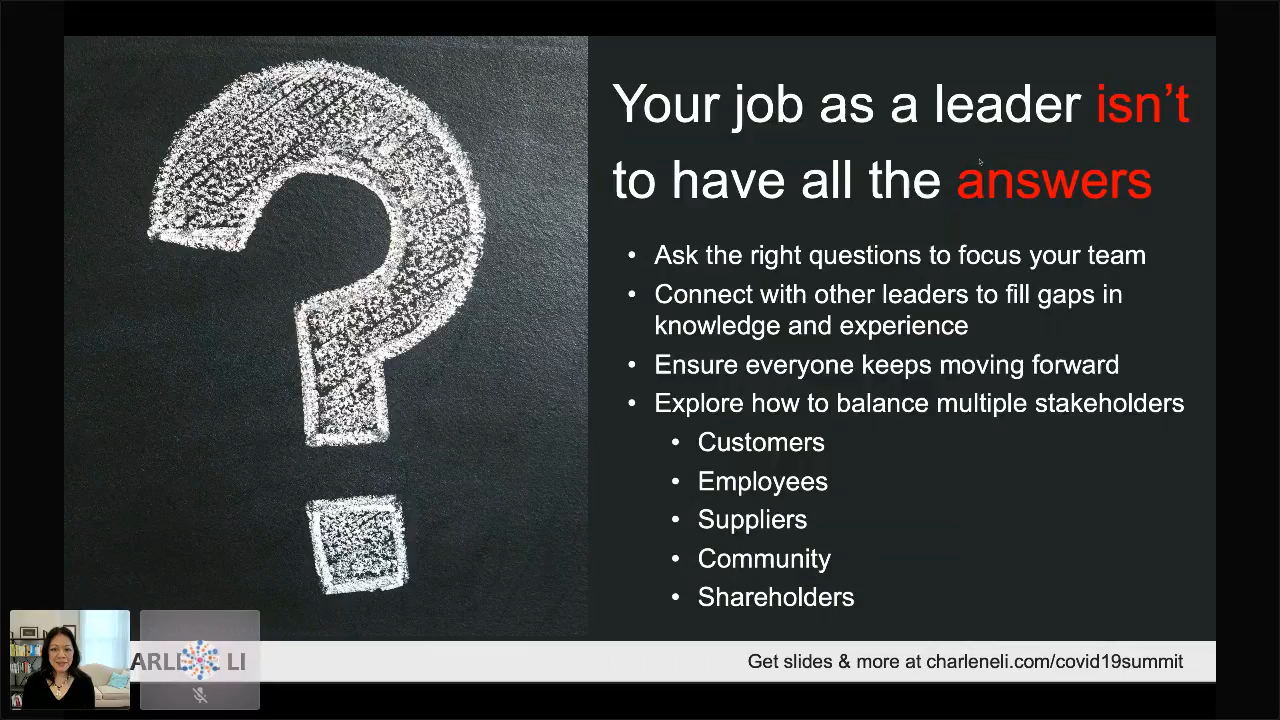 Your job as a leader isn’t
to have all the answers
• Ask the right questions to focus your team
• Connect with other leaders to fill gaps in
knowledge and experience
• Ensure everyone keeps moving forward
• Explore how to balance multiple stakeholders
• Customers
• Employees
• Suppliers
• Community
• Shareholders
ARL LI
Get slides & more at charleneli.com/covid19summit